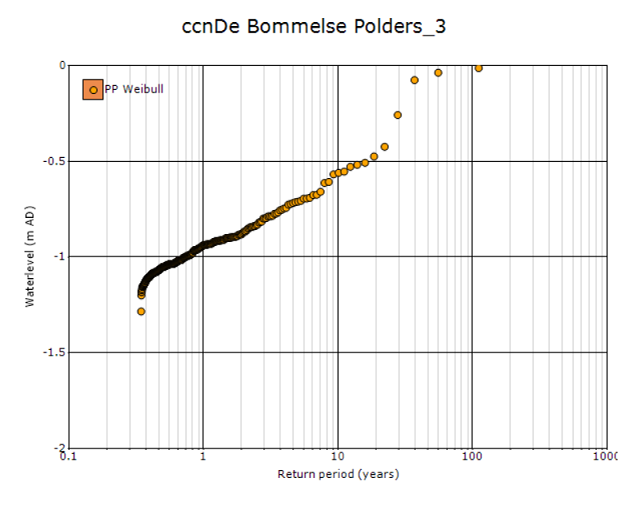 ccnDe Bommelse Polders_3
PP Weibull
0
-0.5
-1
-1.5
-2
Waterlevel (m AD)
0.1 1 10 100 1000
Return period (years)